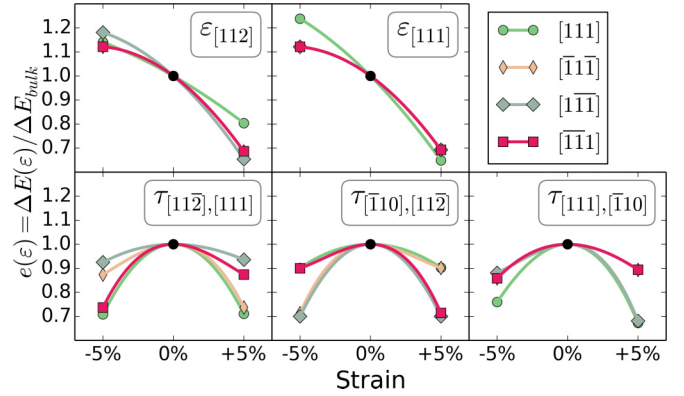 e(ε) = ΔE(ε)/ΔE_bulk
1.2
1.1
1.0
0.9
0.8
0.7
ε_[112]
ε_[111]
[111]
[1̅11̅]
[11̅1̅]
[1̅1̅1]
1.2
1.1
1.0
0.9
0.8
0.7
τ_[112̅],[111]
τ_[1̅10],[112̅]
τ_[111],[1̅10]
-5% 0% +5%
-5% 0% +5%
-5% 0% +5%
Strain